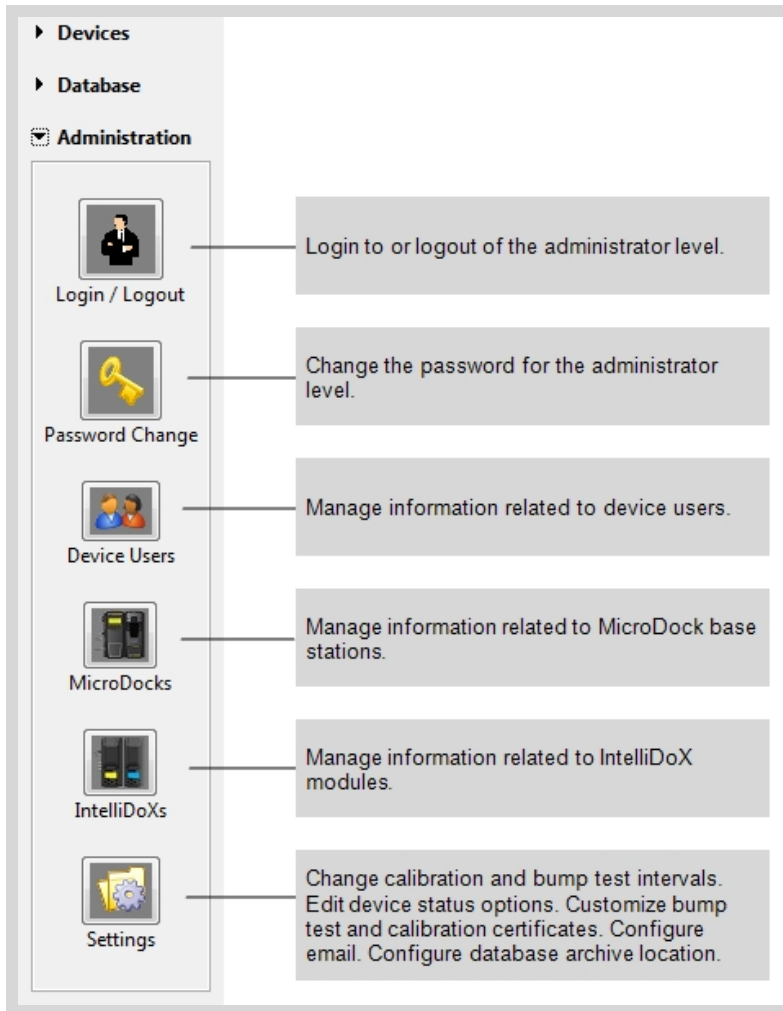 Devices
Database
Administration
Login / Logout
Login to or logout of the administrator level.
Password Change
Change the password for the administrator
level.
Device Users
Manage information related to device users.
MicroDocks
Manage information related to MicroDock base
stations.
IntelliDoXs
Manage information related to IntelliDoX
modules.
Settings
Change calibration and bump test intervals.
Edit device status options. Customize bump
test and calibration certificates. Configure
email. Configure database archive location.